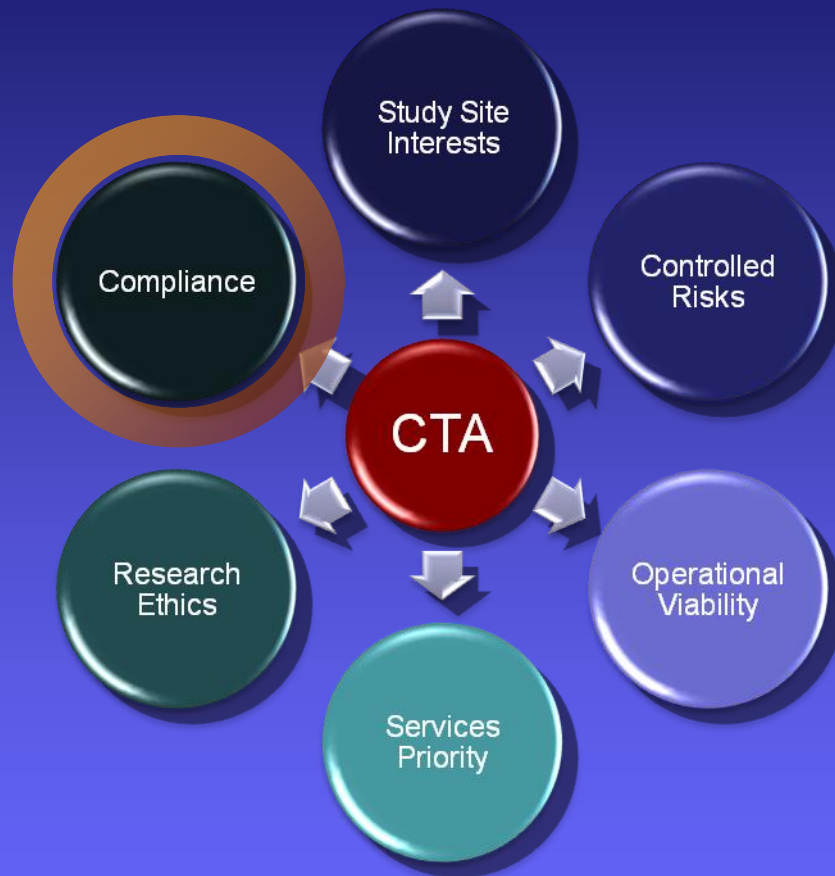 Study Site
Interests
Compliance
Controlled
Risks
CTA
Research
Ethics
Operational
Viability
Services
Priority